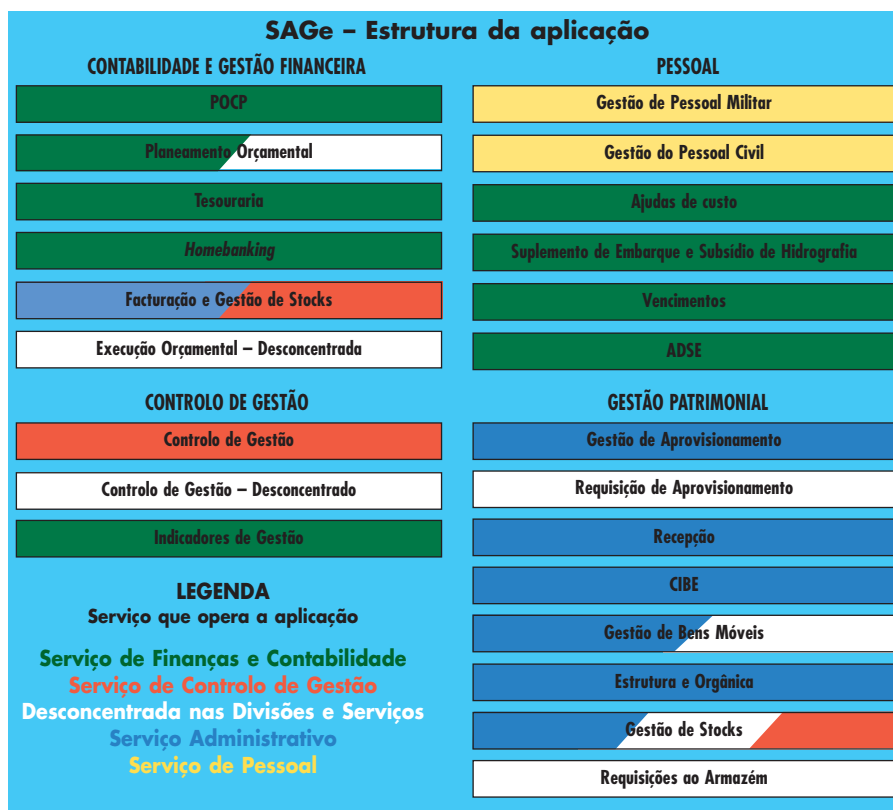 SAGe – Estrutura da aplicação
CONTABILIDADE E GESTÃO FINANCEIRA
POCP
Planeamento Orçamental
Tesouraria
Homebanking
Facturação e Gestão de Stocks
Execução Orçamental – Desconcentrada
CONTROLO DE GESTÃO
Controlo de Gestão
Controlo de Gestão – Desconcentrado
Indicadores de Gestão
LEGENDA
Serviço que opera a aplicação
Serviço de Finanças e Contabilidade
Serviço de Controlo de Gestão
Desconcentrada nas Divisões e Serviços
Serviço Administrativo
Serviço de Pessoal
PESSOAL
Gestão de Pessoal Militar
Gestão do Pessoal Civil
Ajudas de custo
Suplemento de Embarque e Subsídio de Hidrografia
Vencimentos
ADSE
GESTÃO PATRIMONIAL
Gestão de Aprovisionamento
Requisição de Aprovisionamento
Recepção
CIBE
Gestão de Bens Móveis
Estrutura e Orgânica
Gestão de Stocks
Requisições ao Armazém